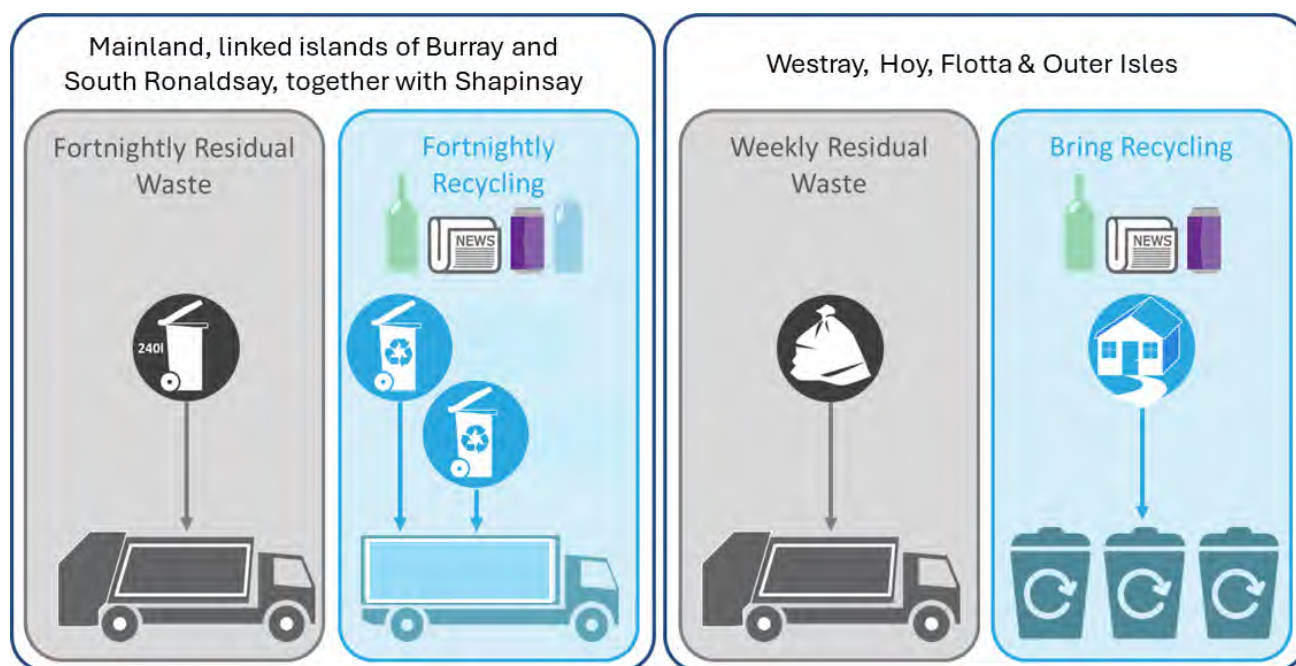 Mainland, linked islands of Burray and
South Ronaldsay, together with Shapinsay
Fortnightly Residual
Waste
240l
Fortnightly
Recycling
NEWS
Westray, Hoy, Flotta & Outer Isles
Weekly Residual
Waste
Bring Recycling
NEWS